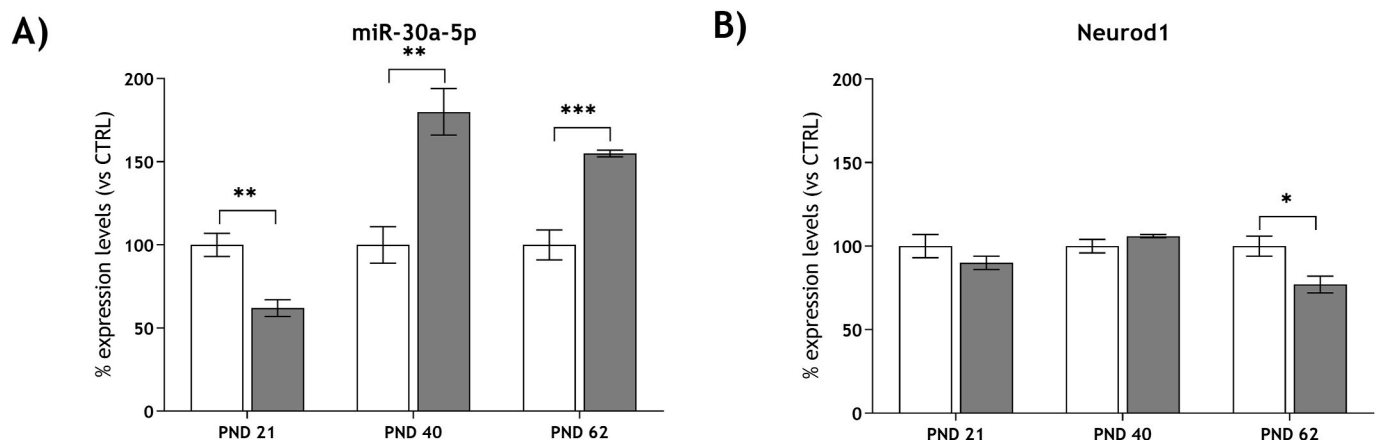 A)
miR-30a-5p
% expression levels (vs CTRL)
200
150
100
50
0
**
**
***
PND 21
PND 40
PND 62
B)
Neurod1
% expression levels (vs CTRL)
200
150
100
50
0
*
PND 21
PND 40
PND 62